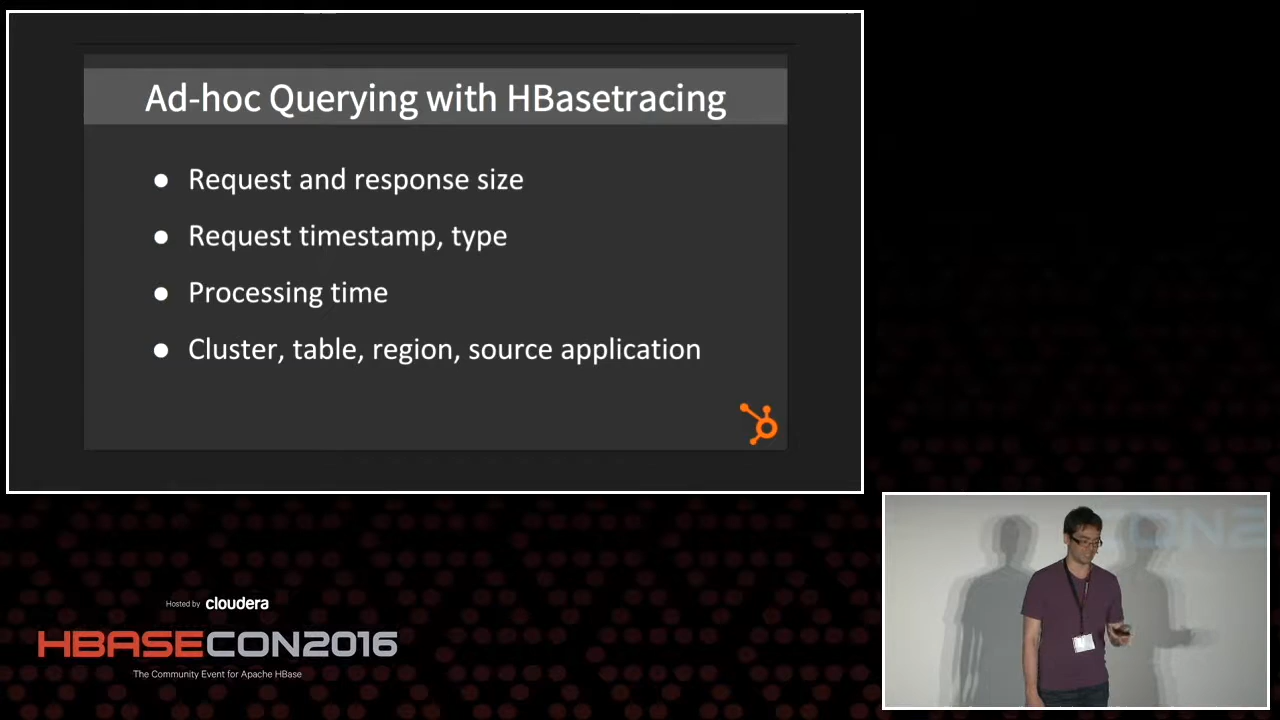 Ad-hoc Querying with HBasetracing
● Request and response size
● Request timestamp, type
● Processing time
● Cluster, table, region, source application
Hosted by cloudera
HBASECON2016
The Community Event for Apache HBase
CON2